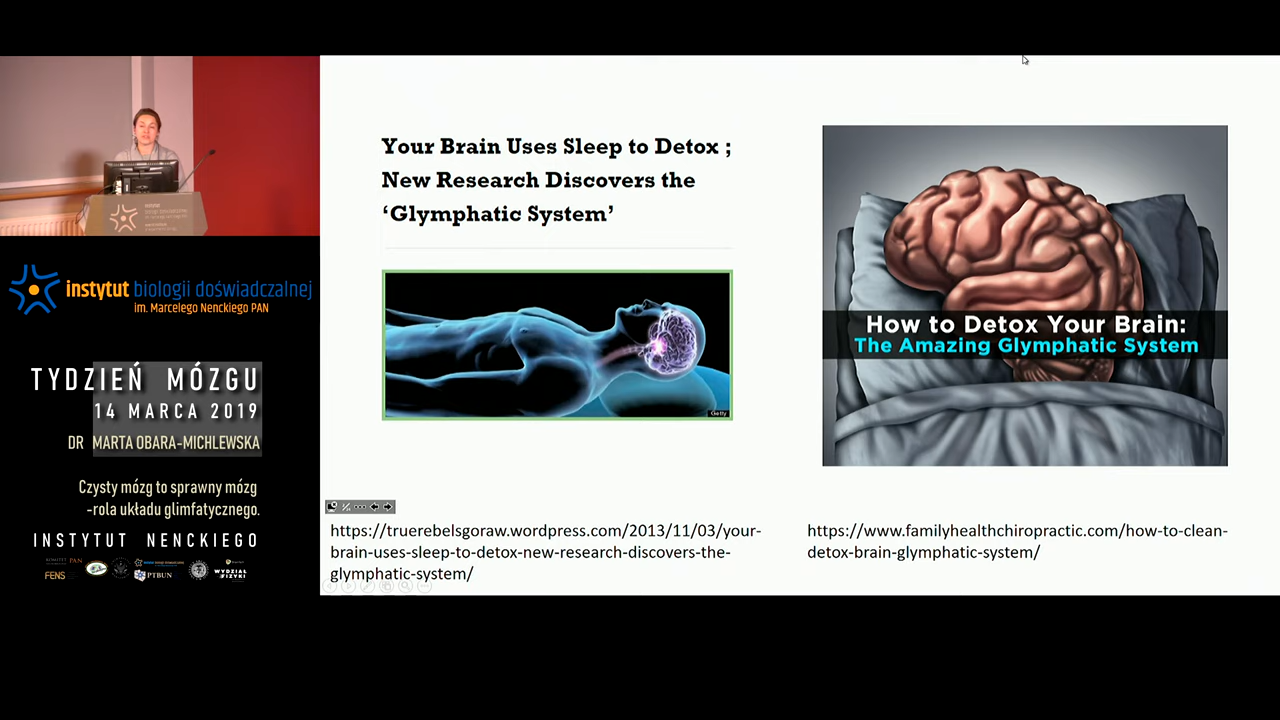 instytut biologii doświadczalnej
im. Marcelego Nenckiego PAN
TYDZIEŃ MÓZGU
14 MARCA 2019
DR MARTA OBARA-MICHLEWSKA
Czysty mózg to sprawny mózg
-rola układu glimfatycznego.
INSTYTUT NENCKIEGO
PAN
FENS
PTBUN
WYDZIAŁ
FIZYKI
Your Brain Uses Sleep to Detox ;
New Research Discovers the
‘Glymphatic System’
Getty
https://truerebelsgoraw.wordpress.com/2013/11/03/your-
brain-uses-sleep-to-detox-new-research-discovers-the-
glymphatic-system/
How to Detox Your Brain:
The Amazing Glymphatic System
https://www.familyhealthchiropractic.com/how-to-clean-
detox-brain-glymphatic-system/